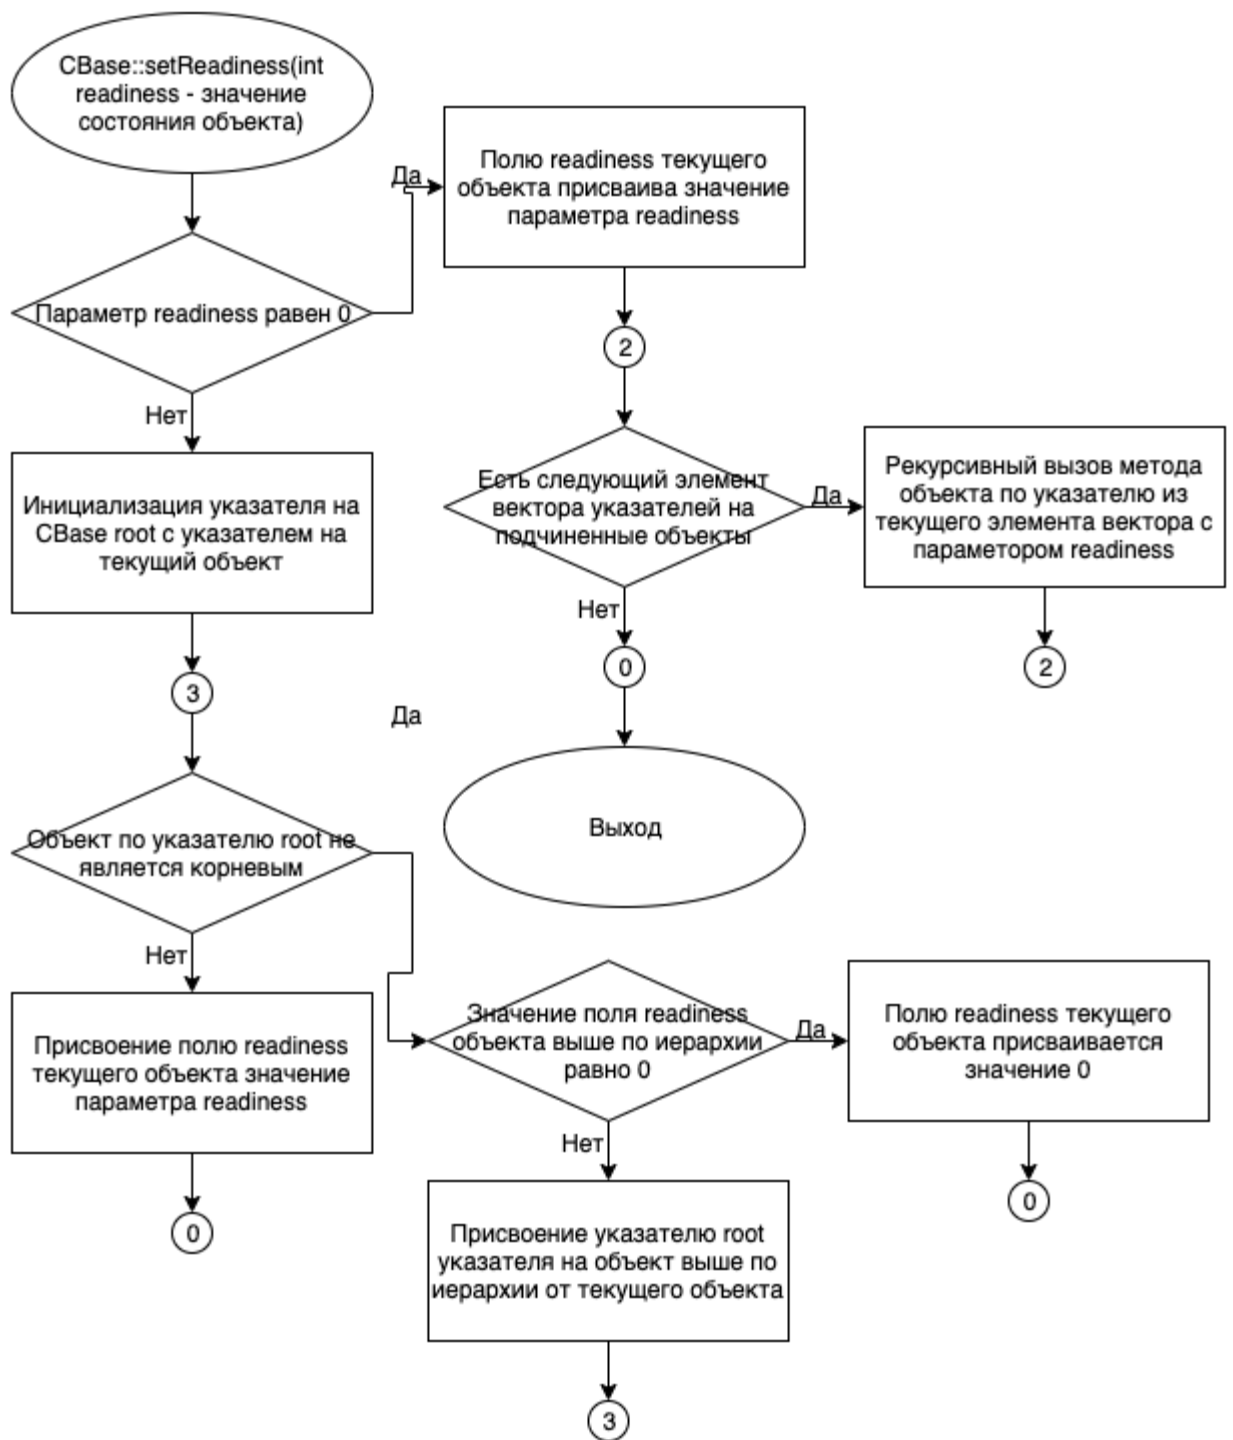 CBase::setReadiness(int
readiness - значение
состояния объекта)
Да
Полю readiness текущего
объекта присваива значение
параметра readiness
Параметр readiness равен 0
2
Нет
Есть следующий элемент
вектора указателей на
подчиненные объекты
Да
Рекурсивный вызов метода
объекта по указателю из
текущего элемента вектора с
параметором readiness
Инициализация указателя на
CBase root с указателем на
текущий объект
Нет
0
2
3
Да
Выход
Объект по указателю root не
является корневым
Нет
Значение поля readiness
объекта выше по иерархии
равно 0
Да
Полю readiness текущего
объекта присваивается
значение 0
Присвоение полю readiness
текущего объекта значение
параметра readiness
Нет
0
0
Присвоение указателю root
указателя на объект выше по
иерархии от текущего объекта
3